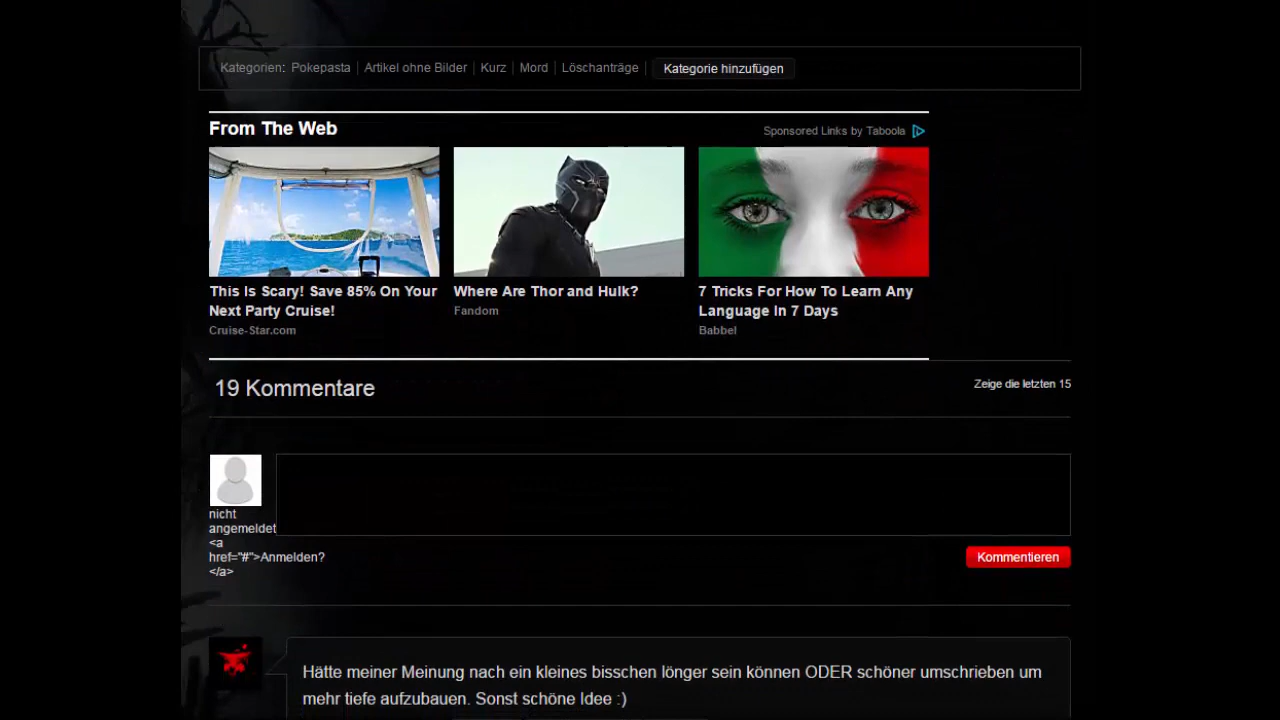 Kategorien: Pokepasta Artikel ohne Bilder Kurz Mord Löschanträge Kategorie hinzufügen
From The Web
Sponsored Links by Taboola
This Is Scary! Save 85% On Your
Next Party Cruise!
Cruise-Star.com
Where Are Thor and Hulk?
Fandom
7 Tricks For How To Learn Any
Language In 7 Days
Babbel
19 Kommentare
Zeige die letzten 15
nicht
angemeldet
<a
href="#">Anmelden?
</a>
Kommentieren
Hätte meiner Meinung nach ein kleines bisschen lönger sein können ODER schöner umschrieben um
mehr tiefe aufzubauen. Sonst schöne Idee :)